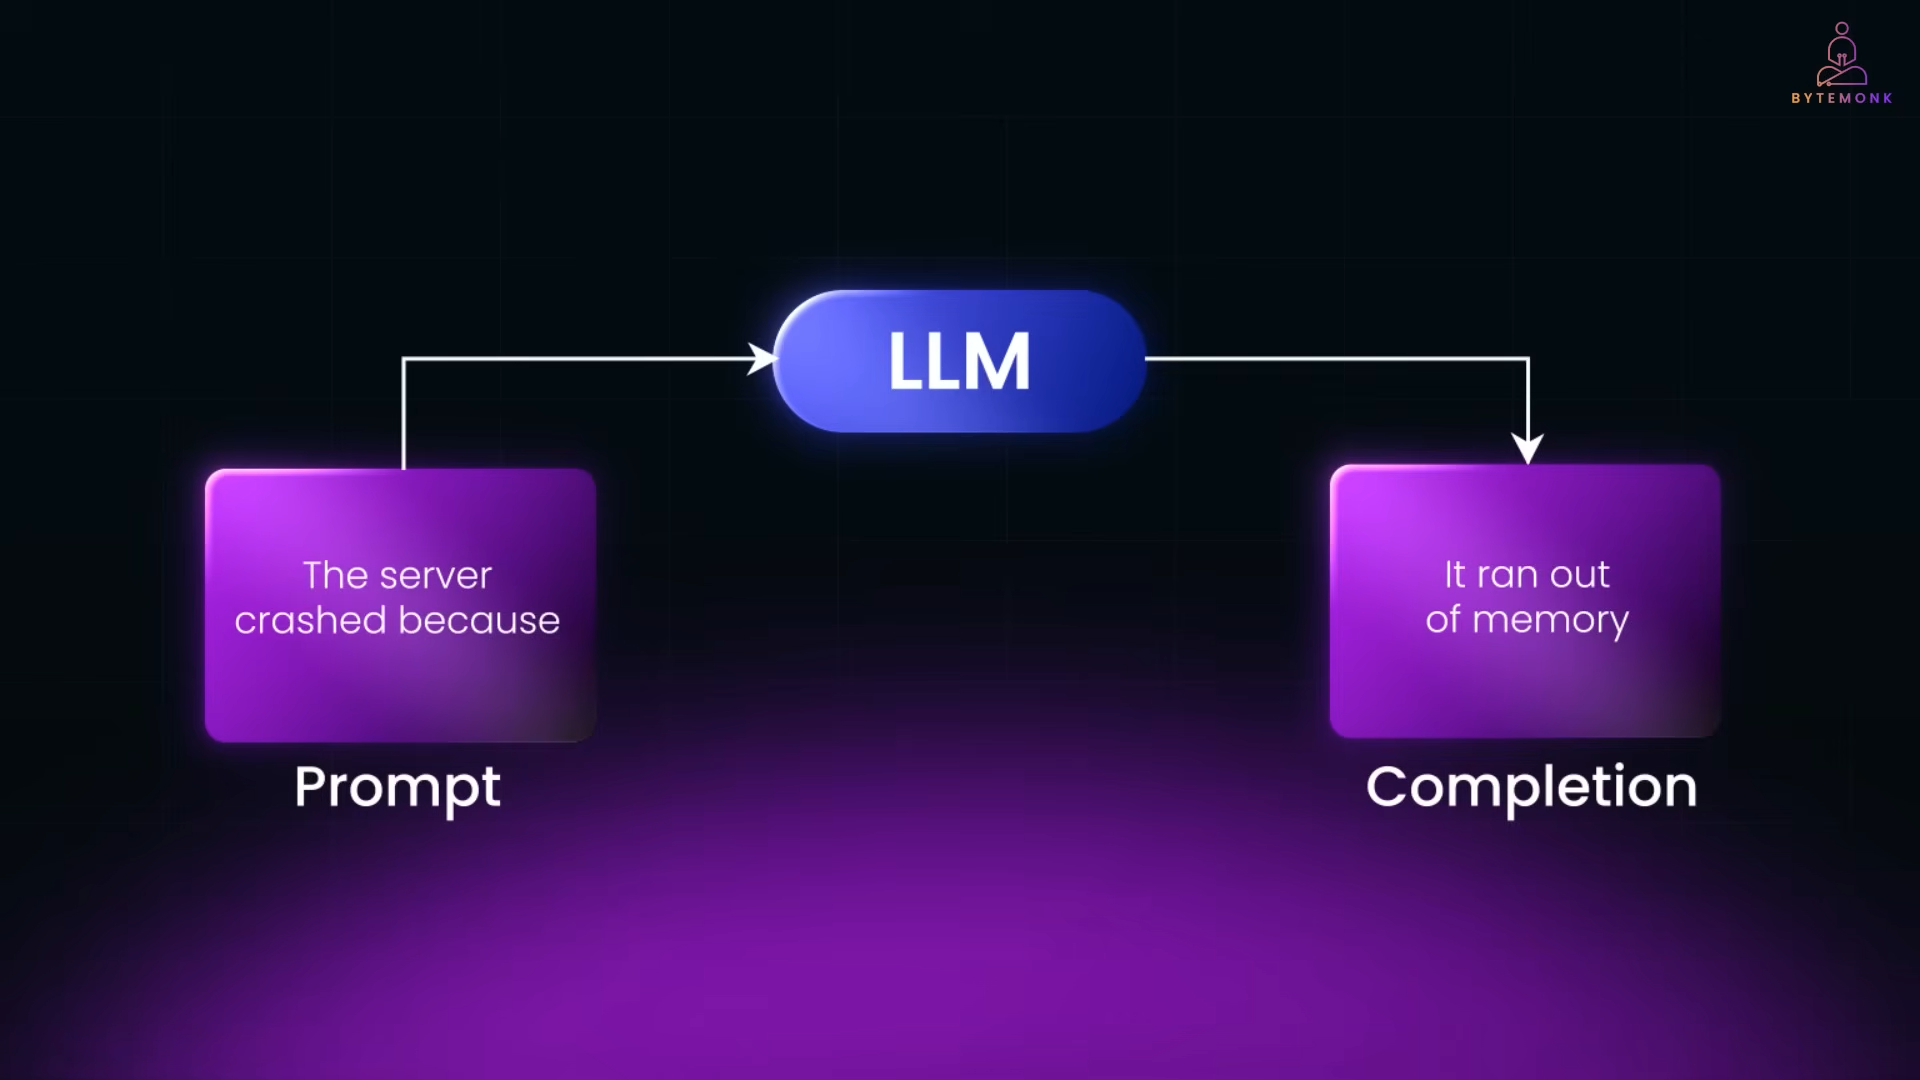 BYTEMONK
LLM
The server
crashed because
Prompt
It ran out
of memory
Completion